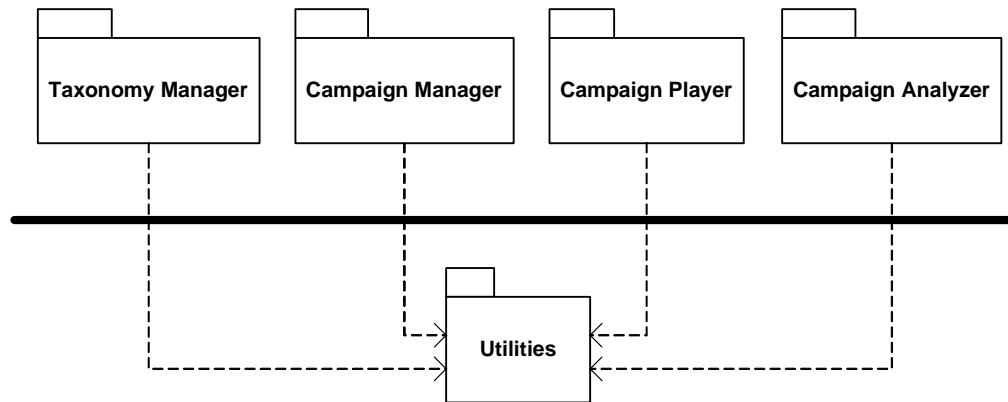 Taxonomy Manager
Campaign Manager
Campaign Player
Campaign Analyzer
Utilities